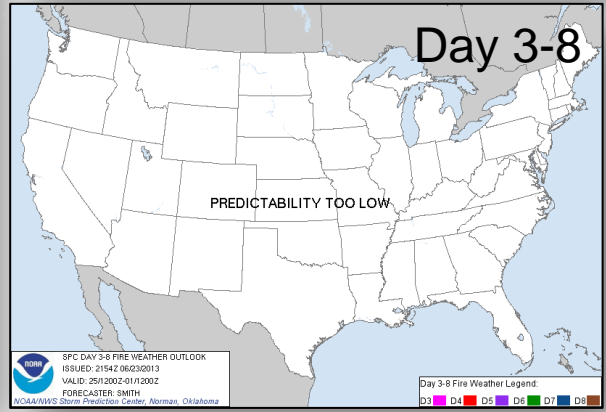 Day 3-8
PREDICTABILITY TOO LOW
NOAA
SPC DAY 3-8 FIRE WEATHER OUTLOOK
ISSUED: 2154Z 06/23/2013
VALID: 25/1200Z-01/1200Z
FORECASTER: SMITH
NOAA/NWS Storm Prediction Center, Norman, Oklahoma
Day 3-8 Fire Weather Legend:
D3 D4 D5 D6 D7 D8